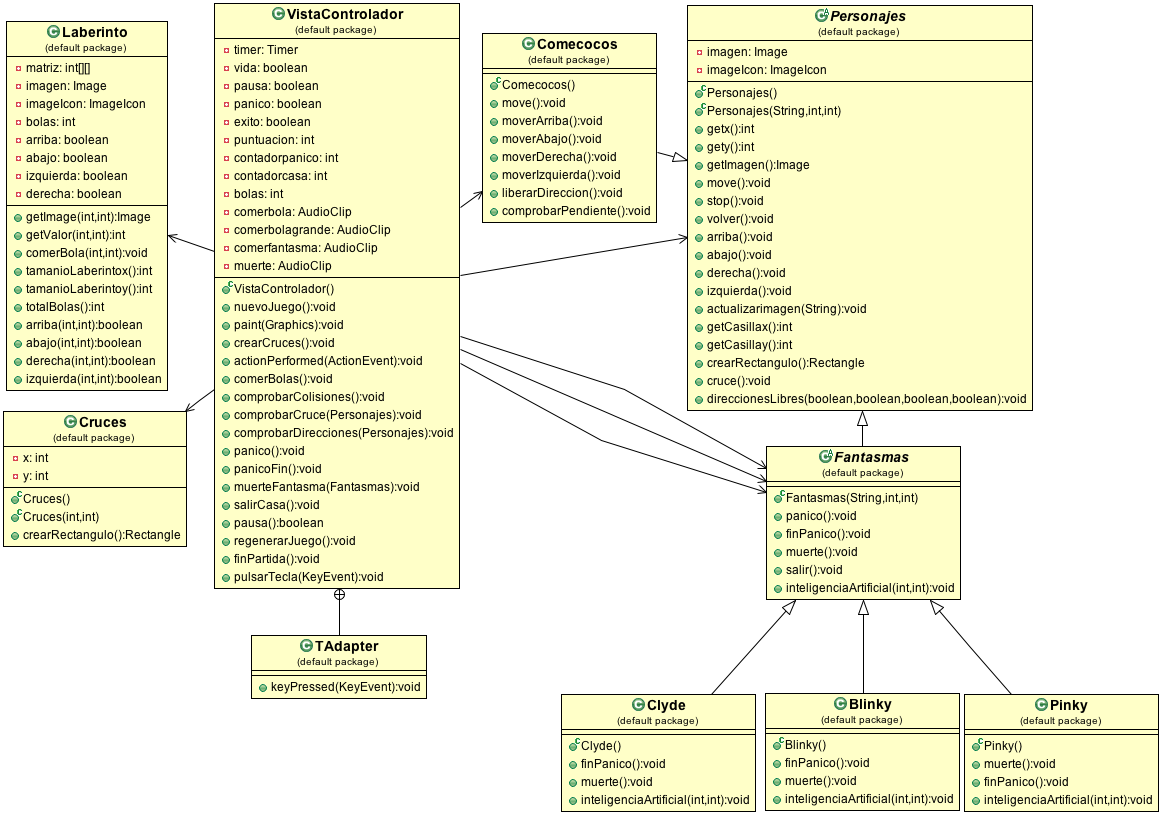 Laberinto
(default package)
matriz: int[][]
imagen: Image
imageIcon: ImageIcon
bolas: int
arriba: boolean
abajo: boolean
izquierda: boolean
derecha: boolean
getImage(int,int):Image
getValor(int,int):int
comerBola(int,int):void
tamanioLaberintox():int
tamanioLaberintoy():int
totalBolas():int
arriba(int,int):boolean
abajo(int,int):boolean
derecha(int,int):boolean
izquierda(int,int):boolean
Cruces
(default package)
x: int
y: int
Cruces()
Cruces(int,int)
crearRectangulo():Rectangle
VistaControlador
(default package)
timer: Timer
vida: boolean
pausa: boolean
panico: boolean
exito: boolean
puntuacion: int
contadorpanico: int
contadorcasa: int
bolas: int
comerbola: AudioClip
comerbolagrande: AudioClip
comerfantasma: AudioClip
muerte: AudioClip
VistaControlador()
nuevoJuego():void
paint(Graphics):void
crearCruces():void
actionPerformed(ActionEvent):void
comerBolas():void
comprobarColisiones():void
comprobarCruce(Personajes):void
comprobarDirecciones(Personajes):void
panico():void
panicoFin():void
muerteFantasma(Fantasmas):void
salirCasa():void
pausa():boolean
regenerarJuego():void
finPartida():void
pulsarTecla(KeyEvent):void
TAdapter
(default package)
keyPressed(KeyEvent):void
Comecocos
(default package)
Comecocos()
move():void
moverArriba():void
moverAbajo():void
moverDerecha():void
moverIzquierda():void
liberarDireccion():void
comprobarPendiente():void
Personajes
(default package)
imagen: Image
imageIcon: ImageIcon
Personajes()
Personajes(String,int,int)
getx():int
gety():int
getImagen():Image
move():void
stop():void
volver():void
arriba():void
abajo():void
derecha():void
izquierda():void
actualizarimagen(String):void
getCasillax():int
getCasillay():int
crearRectangulo():Rectangle
cruce():void
direccionesLibres(boolean,boolean,boolean,boolean):void
Fantasmas
(default package)
Fantasmas(String,int,int)
panico():void
finPanico():void
muerte():void
salir():void
inteligenciaArtificial(int,int):void
Clyde
(default package)
Clyde()
finPanico():void
muerte():void
inteligenciaArtificial(int,int):void
Blinky
(default package)
Blinky()
finPanico():void
muerte():void
inteligenciaArtificial(int,int):void
Pinky
(default package)
Pinky()
muerte():void
finPanico():void
inteligenciaArtificial(int,int):void